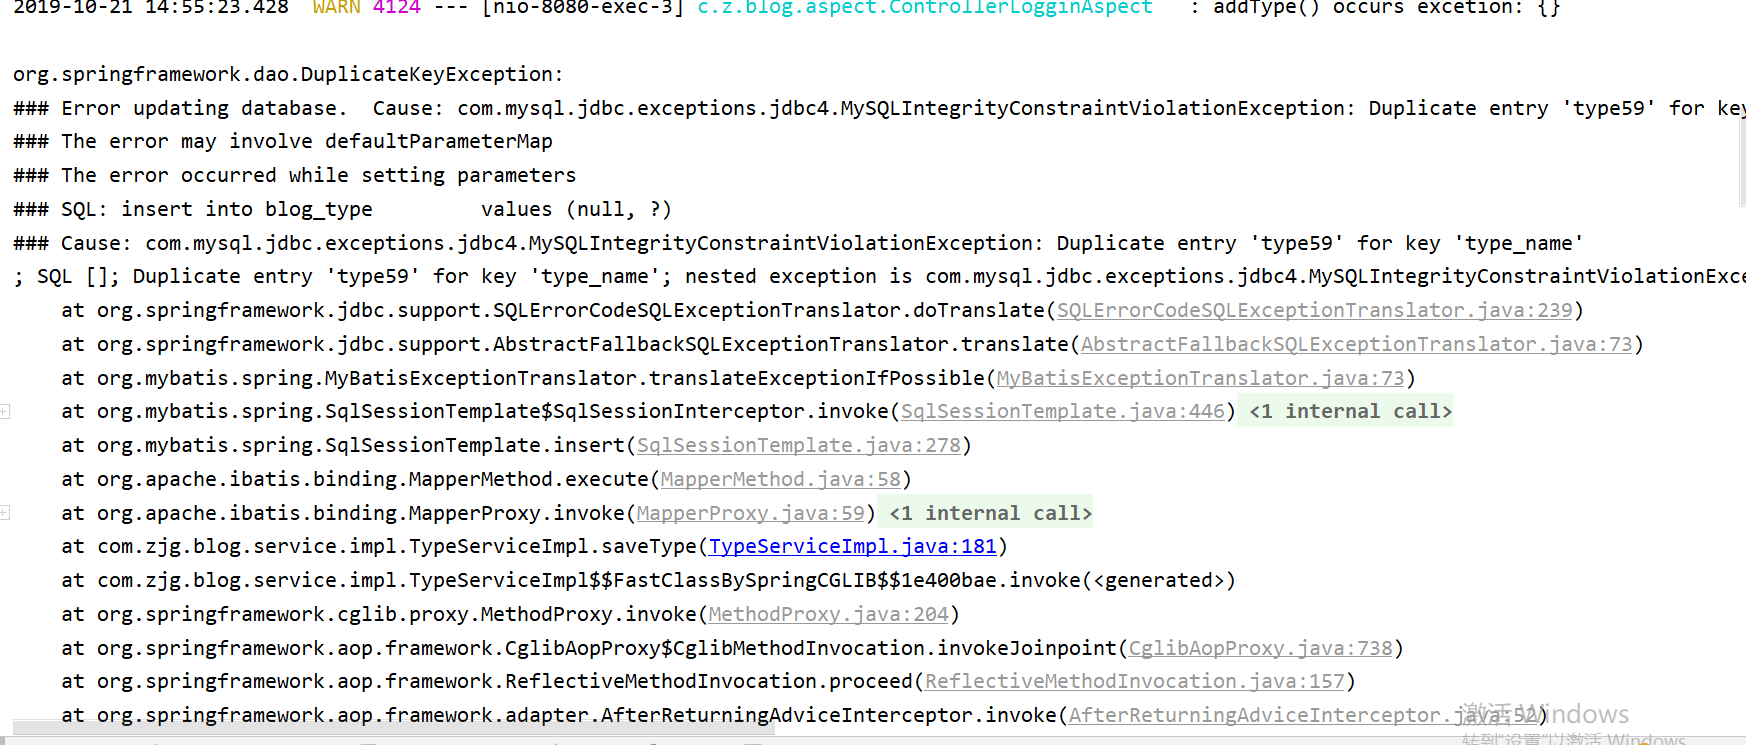 2019-10-21 14:55:23.428  WARN 4124 --- [nio-8080-exec-3] c.z.blog.aspect.ControllerLogginAspect   : addType() occurs excetion: {}
org.springframework.dao.DuplicateKeyException:
### Error updating database.  Cause: com.mysql.jdbc.exceptions.jdbc4.MySQLIntegrityConstraintViolationException: Duplicate entry 'type59' for key
### The error may involve defaultParameterMap
### The error occurred while setting parameters
### SQL: insert into blog_type         values (null, ?)
### Cause: com.mysql.jdbc.exceptions.jdbc4.MySQLIntegrityConstraintViolationException: Duplicate entry 'type59' for key 'type_name'
; SQL []; Duplicate entry 'type59' for key 'type_name'; nested exception is com.mysql.jdbc.exceptions.jdbc4.MySQLIntegrityConstraintViolationExce
    at org.springframework.jdbc.support.SQLErrorCodeSQLExceptionTranslator.doTranslate(SQLErrorCodeSQLExceptionTranslator.java:239)
    at org.springframework.jdbc.support.AbstractFallbackSQLExceptionTranslator.translate(AbstractFallbackSQLExceptionTranslator.java:73)
    at org.mybatis.spring.MyBatisExceptionTranslator.translateExceptionIfPossible(MyBatisExceptionTranslator.java:73)
    at org.mybatis.spring.SqlSessionTemplate$SqlSessionInterceptor.invoke(SqlSessionTemplate.java:446) <1 internal call>
    at org.mybatis.spring.SqlSessionTemplate.insert(SqlSessionTemplate.java:278)
    at org.apache.ibatis.binding.MapperMethod.execute(MapperMethod.java:58)
    at org.apache.ibatis.binding.MapperProxy.invoke(MapperProxy.java:59) <1 internal call>
    at com.zjg.blog.service.impl.TypeServiceImpl.saveType(TypeServiceImpl.java:181)
    at com.zjg.blog.service.impl.TypeServiceImpl$$FastClassBySpringCGLIB$$1e400bae.invoke(<generated>)
    at org.springframework.cglib.proxy.MethodProxy.invoke(MethodProxy.java:204)
    at org.springframework.aop.framework.CglibAopProxy$CglibMethodInvocation.invokeJoinpoint(CglibAopProxy.java:738)
    at org.springframework.aop.framework.ReflectiveMethodInvocation.proceed(ReflectiveMethodInvocation.java:157)
    at org.springframework.aop.framework.adapter.AfterReturningAdviceInterceptor.invoke(AfterReturningAdviceInterceptor.java:52)
激活 Windows
转到"设置"以激活 Windows